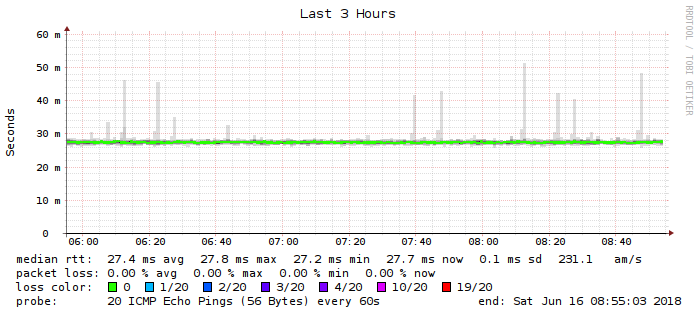 Last 3 Hours
RRDTOOL / TOBI OETIKER
Seconds
60 m
50 m
40 m
30 m
20 m
10 m
0
06:00 06:20 06:40 07:00 07:20 07:40 08:00 08:20 08:40
median rtt: 27.4 ms avg 27.8 ms max 27.2 ms min 27.7 ms now 0.1 ms sd 231.1 am/s
packet loss: 0.00 % avg 0.00 % max 0.00 % min 0.00 % now
loss color: 0 1/20 2/20 3/20 4/20 10/20 19/20
probe: 20 ICMP Echo Pings (56 Bytes) every 60s end: Sat Jun 16 08:55:03 2018